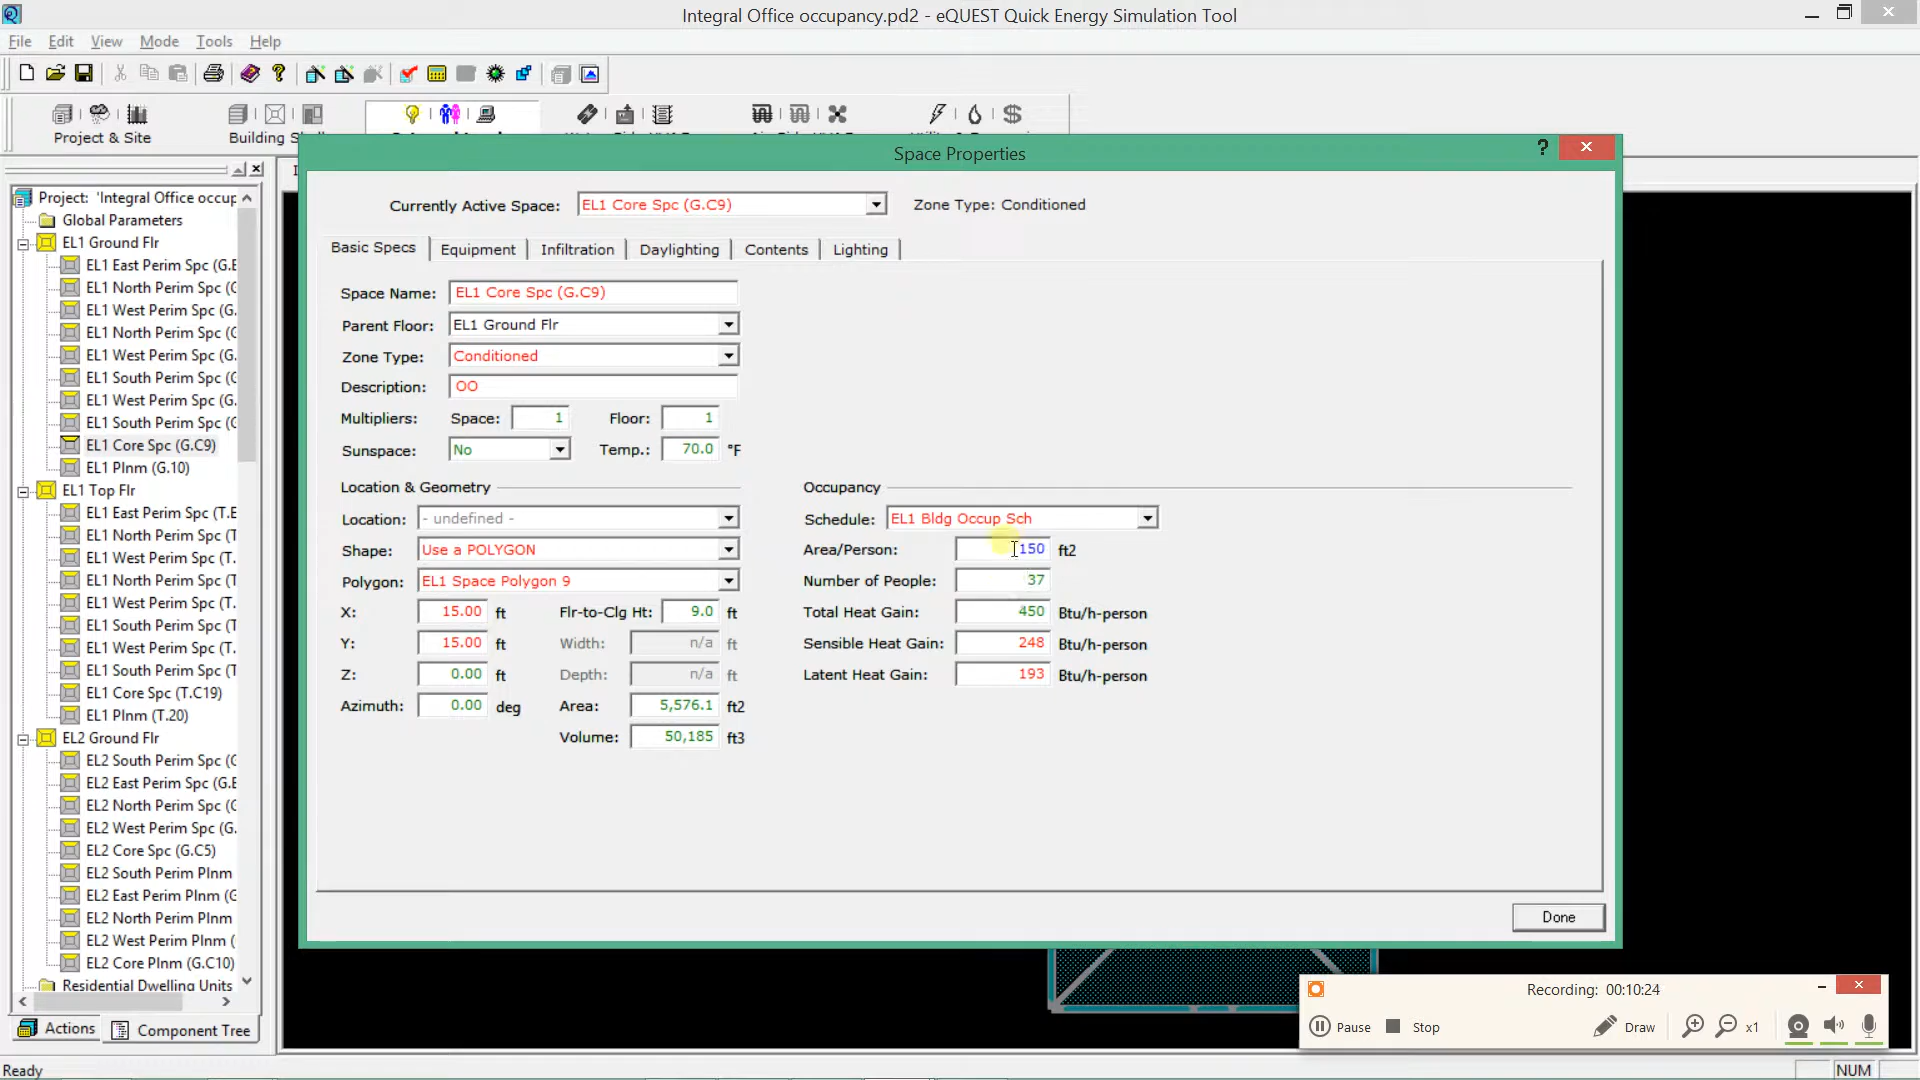 Integral Office occupancy.pd2 - eQUEST Quick Energy Simulation Tool
File Edit View Mode Tools Help
Project & Site
Building
Space Properties
Project: 'Integral Office occup
Global Parameters
EL1 Ground Flr
EL1 East Perim Spc (G.E
EL1 North Perim Spc (G
EL1 West Perim Spc (G.
EL1 North Perim Spc (G
EL1 West Perim Spc (G.
EL1 South Perim Spc (G
EL1 West Perim Spc (G.
EL1 South Perim Spc (G
EL1 Core Spc (G.C9)
EL1 Plnm (G.10)
EL1 Top Flr
EL1 East Perim Spc (T.E
EL1 North Perim Spc (T
EL1 West Perim Spc (T.
EL1 North Perim Spc (T
EL1 West Perim Spc (T.
EL1 South Perim Spc (T
EL1 West Perim Spc (T.
EL1 South Perim Spc (T
EL1 Core Spc (T.C19)
EL1 Plnm (T.20)
EL2 Ground Flr
EL2 South Perim Spc (G
EL2 East Perim Spc (G.E
EL2 North Perim Spc (G
EL2 West Perim Spc (G.
EL2 Core Spc (G.C5)
EL2 South Perim Plnm
EL2 East Perim Plnm (G
EL2 North Perim Plnm
EL2 West Perim Plnm (
EL2 Core Plnm (G.C10)
Residential Dwelling Units
Actions Component Tree
Currently Active Space: EL1 Core Spc (G.C9) Zone Type: Conditioned
Basic Specs Equipment Infiltration Daylighting Contents Lighting
Space Name: EL1 Core Spc (G.C9)
Parent Floor: EL1 Ground Flr
Zone Type: Conditioned
Description: OO
Multipliers: Space: 1 Floor: 1
Sunspace: No Temp.: 70.0 °F
Location & Geometry
Location: - undefined -
Shape: Use a POLYGON
Polygon: EL1 Space Polygon 9
X: 15.00 ft Flr-to-Clg Ht: 9.0 ft
Y: 15.00 ft Width: n/a ft
Z: 0.00 ft Depth: n/a ft
Azimuth: 0.00 deg Area: 5,576.1 ft2
Volume: 50,185 ft3
Occupancy
Schedule: EL1 Bldg Occup Sch
Area/Person: 150 ft2
Number of People: 37
Total Heat Gain: 450 Btu/h-person
Sensible Heat Gain: 248 Btu/h-person
Latent Heat Gain: 193 Btu/h-person
Done
Recording: 00:10:24
Pause Stop Draw x1
Ready NUM